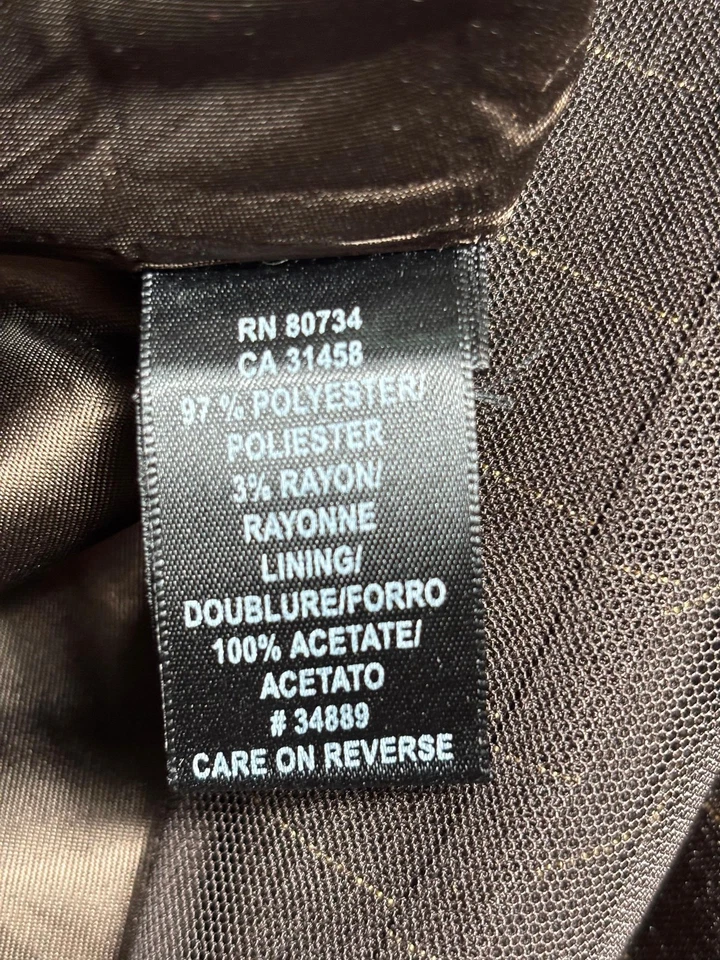 RN 80734
CA 31458
97% POLYESTER/
POLIESTER
3% RAYON/
RAYONNE
LINING/
DOUBLURE/FORRO
100% ACETATE/
ACETATO
# 34889
CARE ON REVERSE